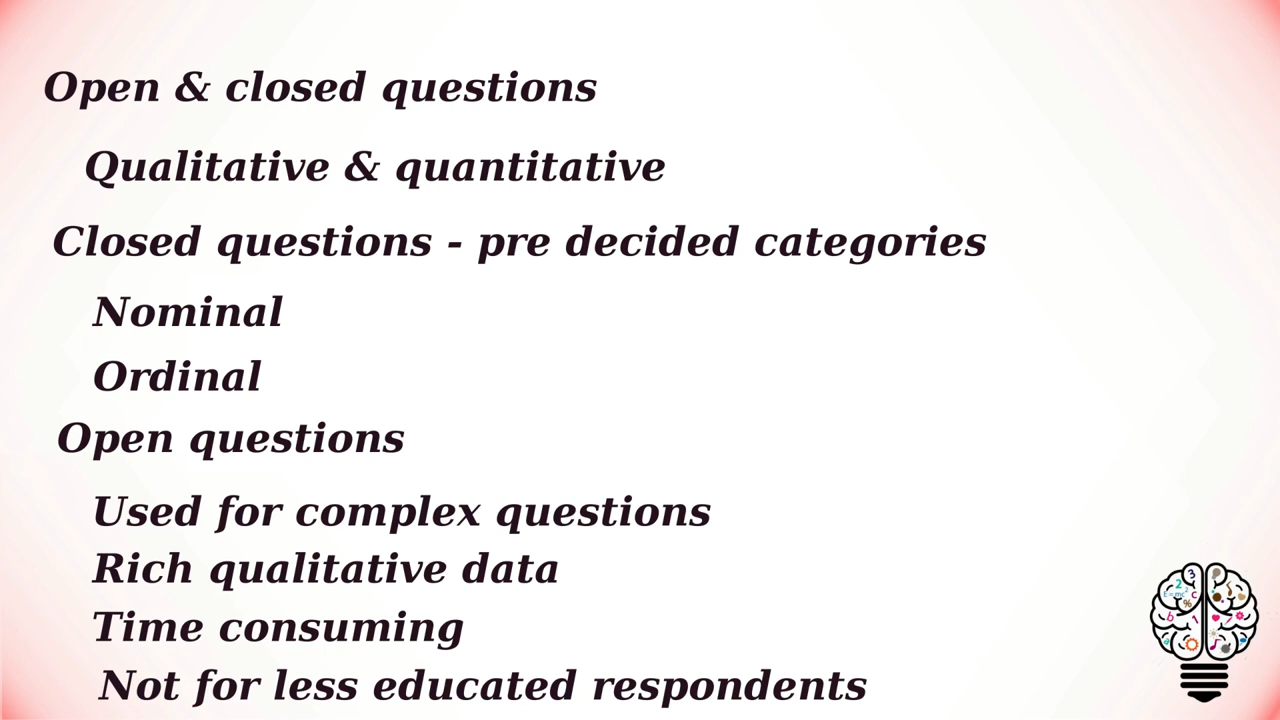 Open & closed questions
Qualitative & quantitative
Closed questions - pre decided categories
Nominal
Ordinal
Open questions
Used for complex questions
Rich qualitative data
Time consuming
Not for less educated respondents